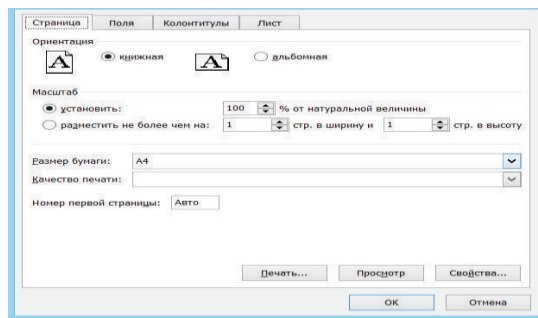 Страница Поля Колонтитулы Лист
Ориентация
A книжная A альбомная
Масштаб
установить: 100 % от натуральной величины
разместить не более чем на: 1 стр. в ширину и 1 стр. в высоту
Размер бумаги: A4
Качество печати:
Номер первой страницы: Авто
Печать... Просмотр Свойства...
ОК Отмена